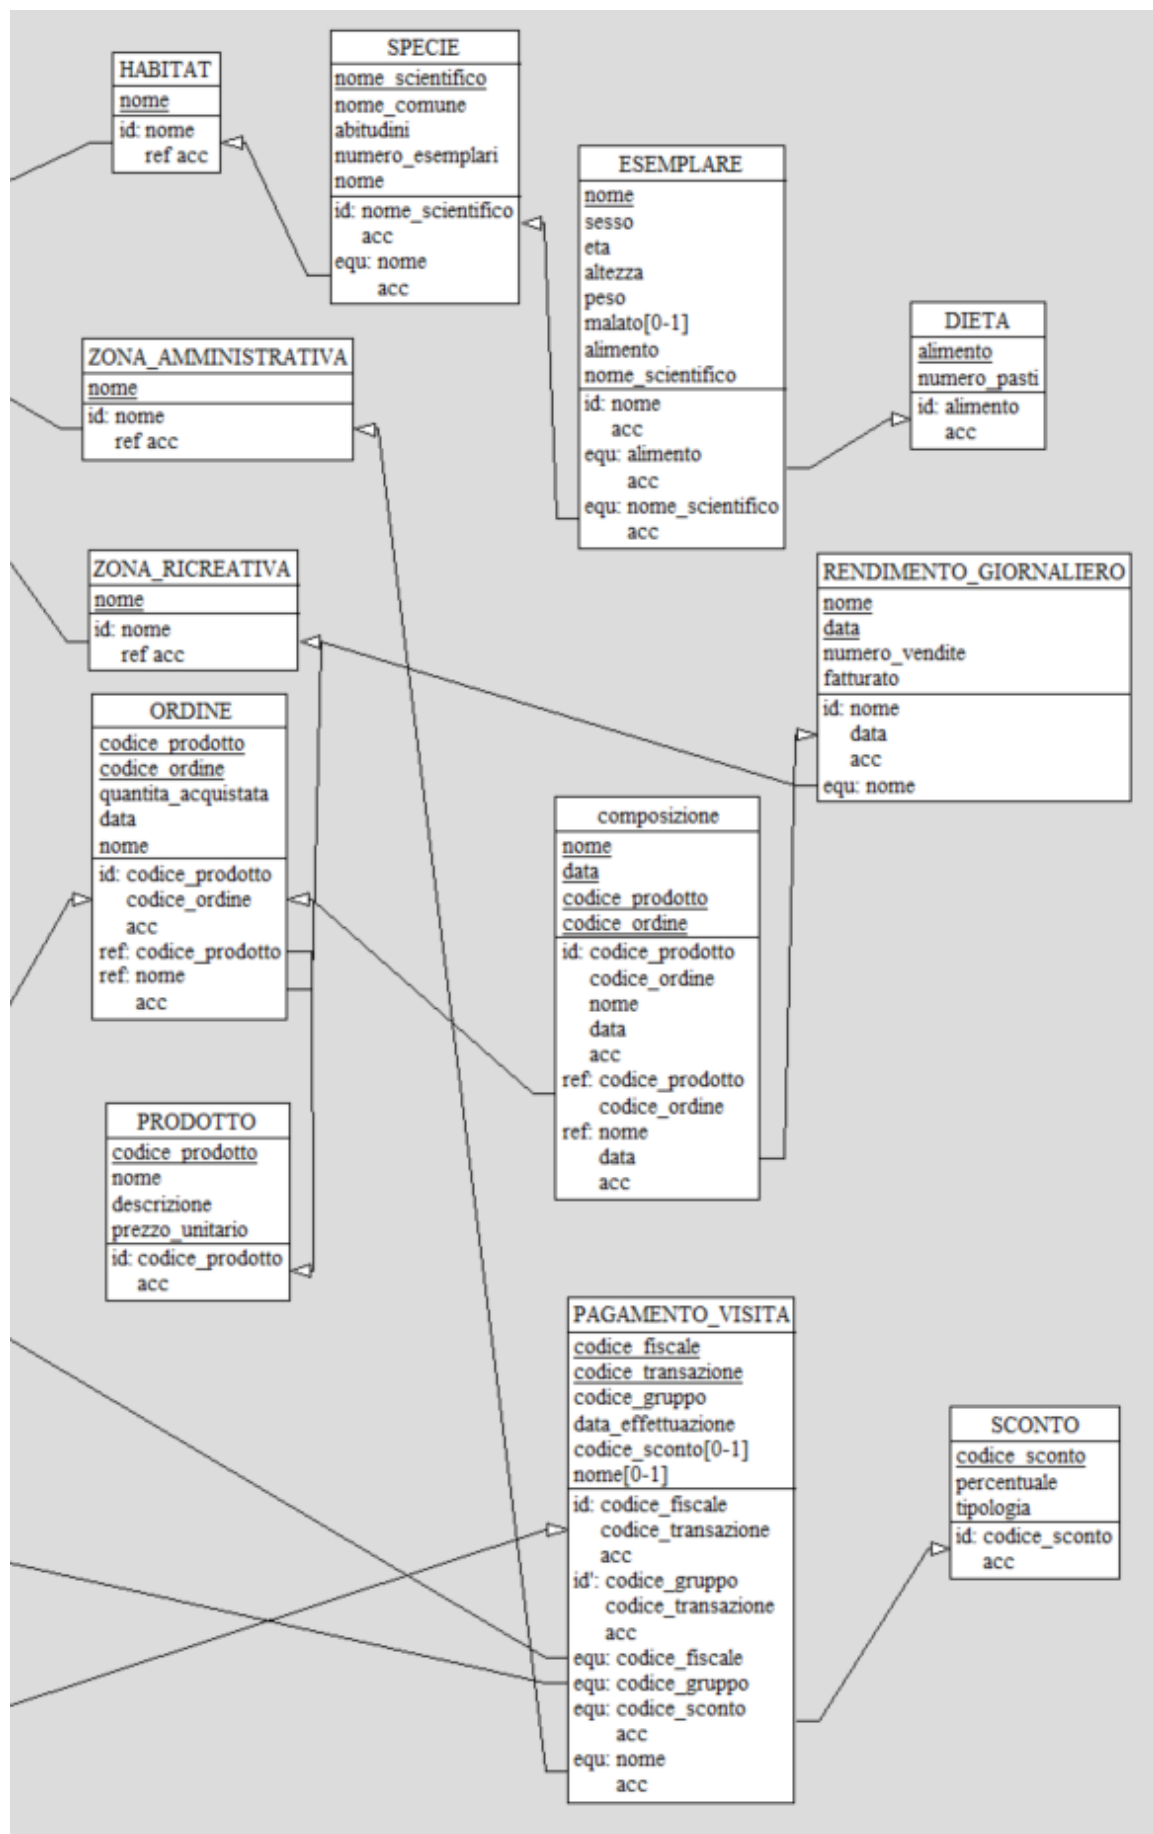 HABITAT
nome
id: nome
ref acc
SPECIE
nome_scientifico
nome_comune
abitudini
numero_esemplari
nome
id: nome_scientifico
acc
equ: nome
acc
ESEMPLARE
nome
sesso
eta
altezza
peso
malato[0-1]
alimento
nome_scientifico
id: nome
acc
equ: alimento
acc
equ: nome_scientifico
acc
DIETA
alimento
numero_pasti
id: alimento
acc
ZONA_AMMINISTRATIVA
nome
id: nome
ref acc
ZONA_RICREATIVA
nome
id: nome
ref acc
RENDIMENTO_GIORNALIERO
nome
data
numero_vendite
fatturato
id: nome
data
acc
equ: nome
ORDINE
codice_prodotto
codice_ordine
quantita_acquistata
data
nome
id: codice_prodotto
codice_ordine
acc
ref: codice_prodotto
ref: nome
acc
composizione
nome
data
codice_prodotto
codice_ordine
id: codice_prodotto
codice_ordine
nome
data
acc
ref: codice_prodotto
codice_ordine
ref: nome
data
acc
PRODOTTO
codice_prodotto
nome
descrizione
prezzo_unitario
id: codice_prodotto
acc
PAGAMENTO_VISITA
codice_fiscale
codice_transazione
codice_gruppo
data_effettuazione
codice_sconto[0-1]
nome[0-1]
id: codice_fiscale
codice_transazione
acc
id': codice_gruppo
codice_transazione
acc
equ: codice_fiscale
equ: codice_gruppo
equ: codice_sconto
acc
equ: nome
acc
SCONTO
codice_sconto
percentuale
tipologia
id: codice_sconto
acc